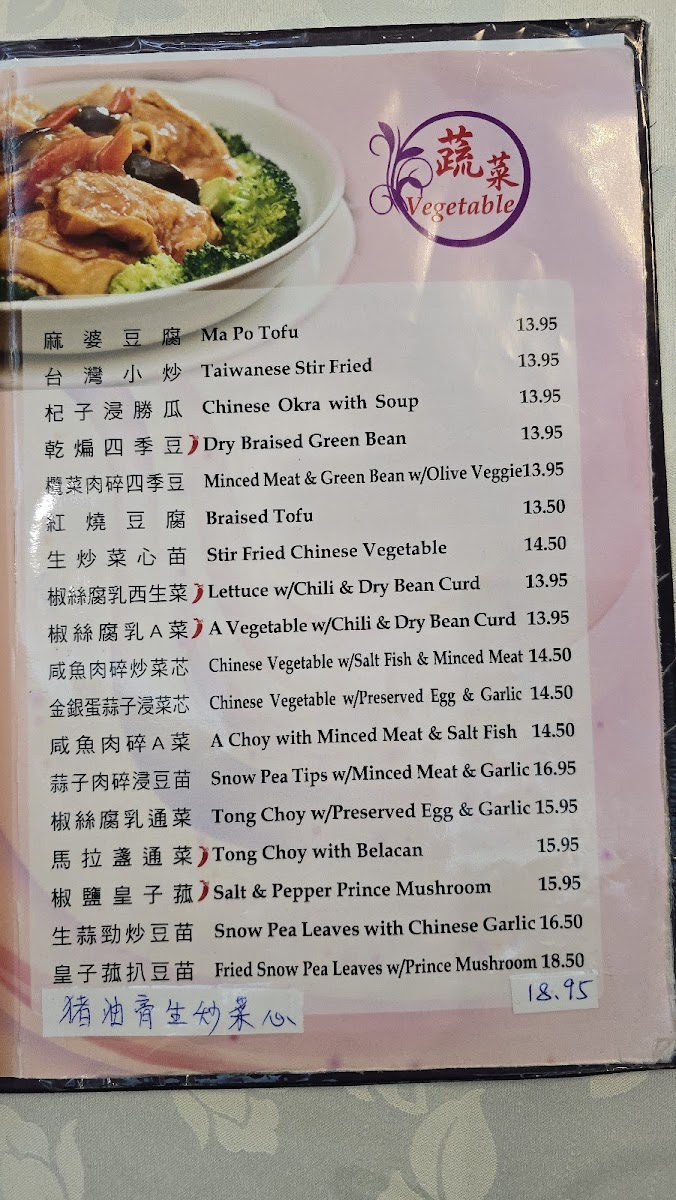 蔬菜
Vegetable
麻婆豆腐 Ma Po Tofu 13.95
台灣小炒 Taiwanese Stir Fried 13.95
杞子浸勝瓜 Chinese Okra with Soup 13.95
乾煸四季豆 Dry Braised Green Bean 13.95
欖菜肉碎四季豆 Minced Meat & Green Bean w/Olive Veggie 13.95
紅燒豆腐 Braised Tofu 13.50
生炒菜心苗 Stir Fried Chinese Vegetable 14.50
椒絲腐乳西生菜 Lettuce w/Chili & Dry Bean Curd 13.95
椒絲腐乳A菜 A Vegetable w/Chili & Dry Bean Curd 13.95
咸魚肉碎炒菜芯 Chinese Vegetable w/Salt Fish & Minced Meat 14.50
金銀蛋蒜子浸菜芯 Chinese Vegetable w/Preserved Egg & Garlic 14.50
咸魚肉碎A菜 A Choy with Minced Meat & Salt Fish 14.50
蒜子肉碎浸豆苗 Snow Pea Tips w/Minced Meat & Garlic 16.95
椒絲腐乳通菜 Tong Choy w/Preserved Egg & Garlic 15.95
馬拉盞通菜 Tong Choy with Belacan 15.95
椒鹽皇子菰 Salt & Pepper Prince Mushroom 15.95
生蒜勁炒豆苗 Snow Pea Leaves with Chinese Garlic 16.50
皇子菰扒豆苗 Fried Snow Pea Leaves w/Prince Mushroom 18.50
猪油膏生炒菜心 18.95